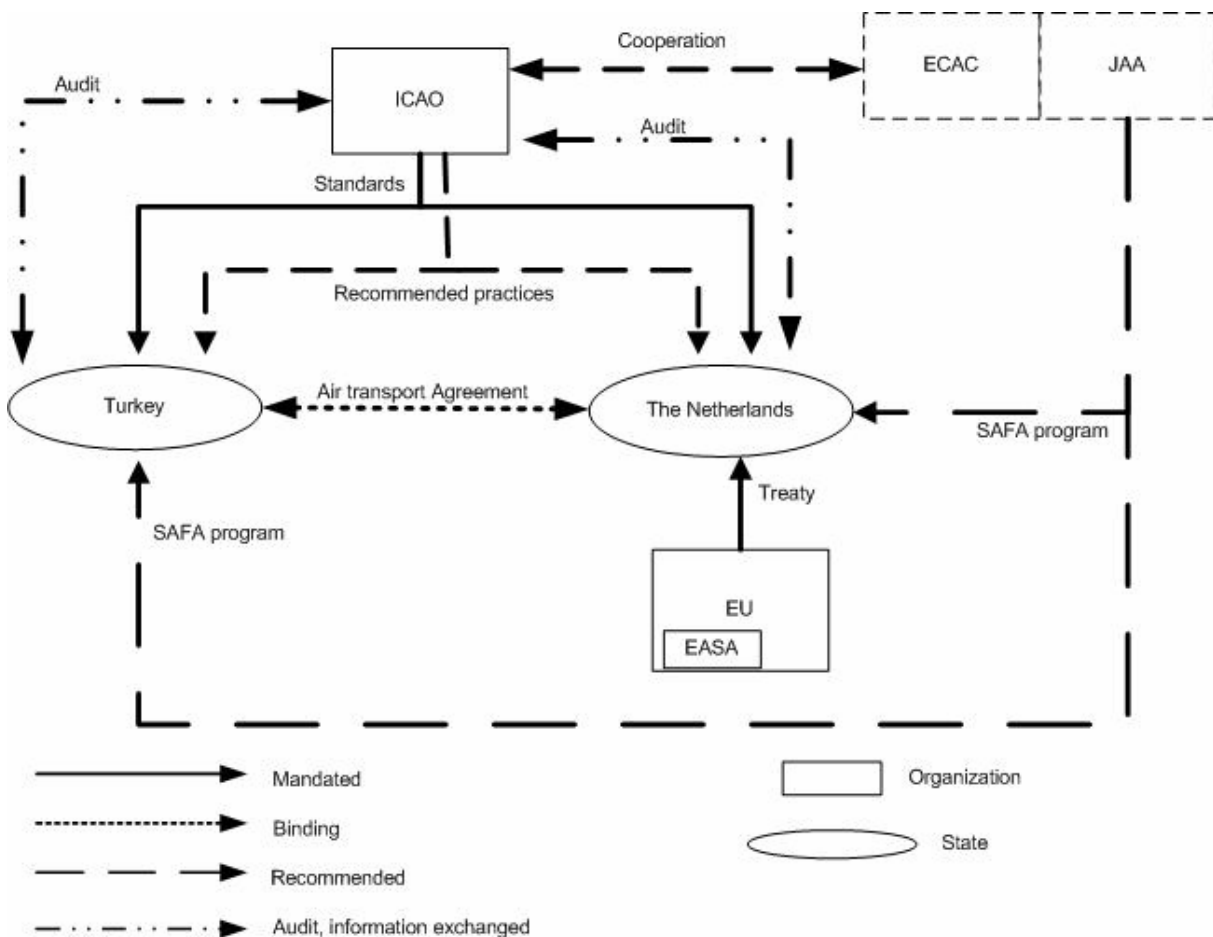 Cooperation
ECAC
JAA
Audit
ICAO
Audit
Standards
Recommended practices
Air transport Agreement
Turkey
The Netherlands
SAFA program
Treaty
SAFA program
EU
EASA
Mandated
Organization
Binding
State
Recommended
Audit, information exchanged